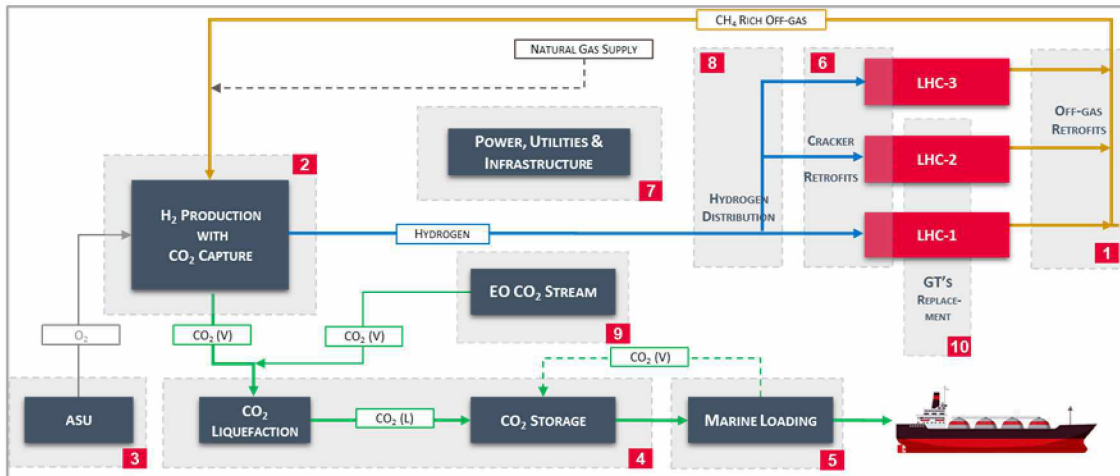 CH₄ RICH OFF-GAS
NATURAL GAS SUPPLY
8
6
LHC-3
OFF-GAS
RETROFITS
POWER, UTILITIES &
INFRASTRUCTURE
7
CRACKER
RETROFITS
LHC-2
2
H₂ PRODUCTION
WITH
CO₂ CAPTURE
HYDROGEN
HYDROGEN
DISTRIBUTION
LHC-1
1
EO CO₂ STREAM
9
GT'S
REPLACE-
MENT
10
O₂
CO₂ (V)
CO₂ (V)
CO₂ (V)
ASU
3
CO₂
LIQUEFACTION
CO₂ (L)
CO₂ STORAGE
4
MARINE LOADING
5